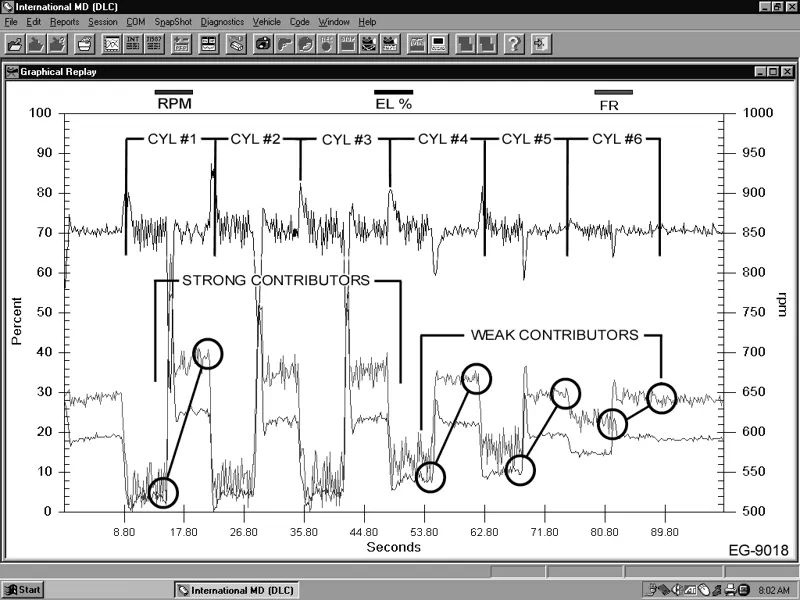 International MD (DLC)
File Edit Reports Session COM SnapShot Diagnostics Vehicle Code Window Help
Graphical Replay
RPM EL % FR
100 1000
CYL #1 CYL #2 CYL #3 CYL #4 CYL #5 CYL #6
90 950
80 900
70 850
60 800
STRONG CONTRIBUTORS
50 750
WEAK CONTRIBUTORS
40 700
30 650
20 600
10 550
0 500
Percent
rpm
8.80 17.80 26.80 35.80 44.80 53.80 62.80 71.80 80.80 89.80
Seconds
EG-9018
Start International MD (DLC) 8:02 AM